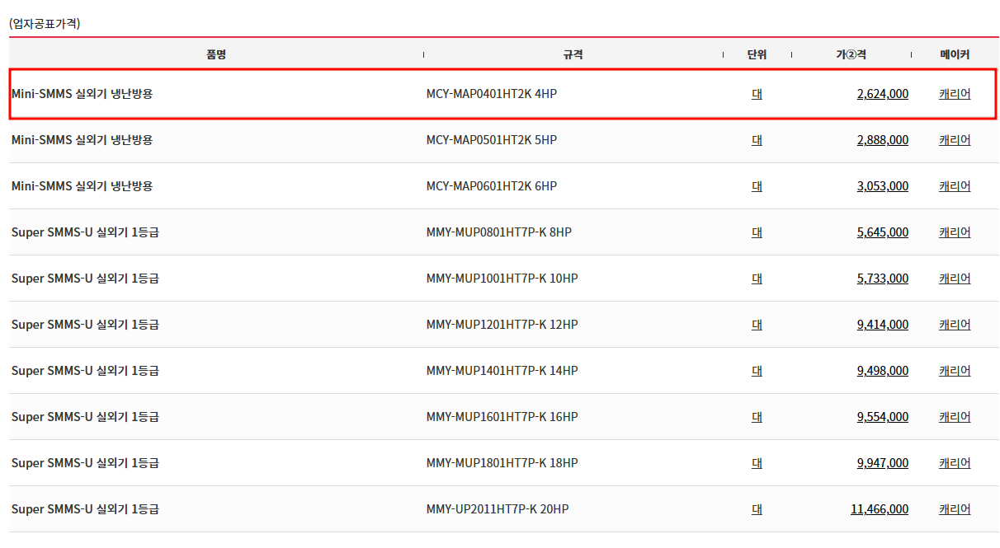 (업자공표가격)
품명 규격 단위 가②격 메이커
Mini-SMMS 실외기 냉난방용 MCY-MAP0401HT2K 4HP 대 2,624,000 캐리어
Mini-SMMS 실외기 냉난방용 MCY-MAP0501HT2K 5HP 대 2,888,000 캐리어
Mini-SMMS 실외기 냉난방용 MCY-MAP0601HT2K 6HP 대 3,053,000 캐리어
Super SMMS-U 실외기 1등급 MMY-MUP0801HT7P-K 8HP 대 5,645,000 캐리어
Super SMMS-U 실외기 1등급 MMY-MUP1001HT7P-K 10HP 대 5,733,000 캐리어
Super SMMS-U 실외기 1등급 MMY-MUP1201HT7P-K 12HP 대 9,414,000 캐리어
Super SMMS-U 실외기 1등급 MMY-MUP1401HT7P-K 14HP 대 9,498,000 캐리어
Super SMMS-U 실외기 1등급 MMY-MUP1601HT7P-K 16HP 대 9,554,000 캐리어
Super SMMS-U 실외기 1등급 MMY-MUP1801HT7P-K 18HP 대 9,947,000 캐리어
Super SMMS-U 실외기 1등급 MMY-UP2011HT7P-K 20HP 대 11,466,000 캐리어